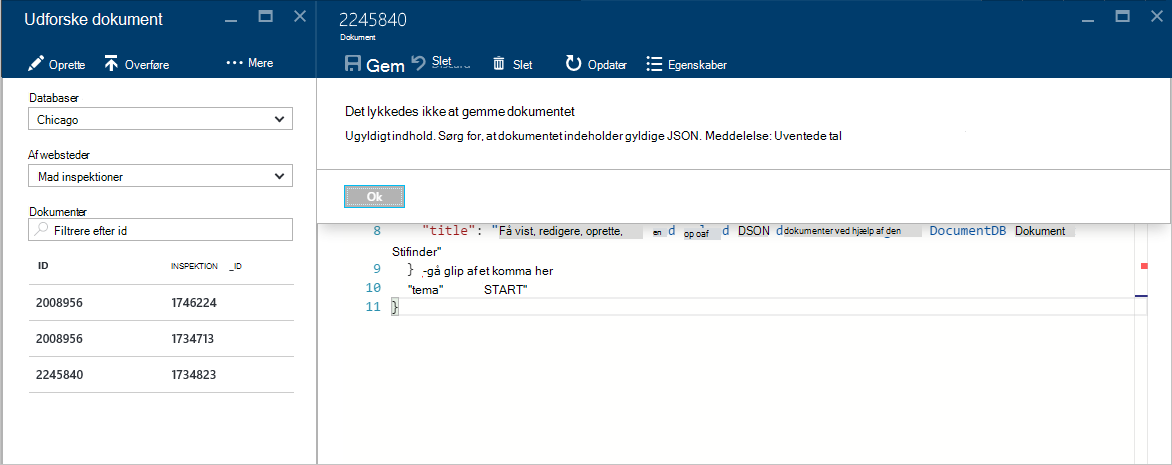 Udforske dokument
Oprette Overføre ··· Mere
Databaser
Chicago
Af websteder
Mad inspektioner
Dokumenter
Filtrere efter id
ID INSPEKTION _ID
2008956 1746224
2008956 1734713
2245840 1734823
2245840
Dokument
Gem Slet Slet Opdater Egenskaber
Det lykkedes ikke at gemme dokumentet
Ugyldigt indhold. Sørg for, at dokumentet indeholder gyldige JSON. Meddelelse: Uventede tal
Ok
8 "title": "Få vist, redigere, oprette, en d op oaf d DSON ddokumenter ved hjælp af den DocumentDB Dokument
Stifinder"
9 } -gå glip af et komma her
10 "tema" START"
11 }